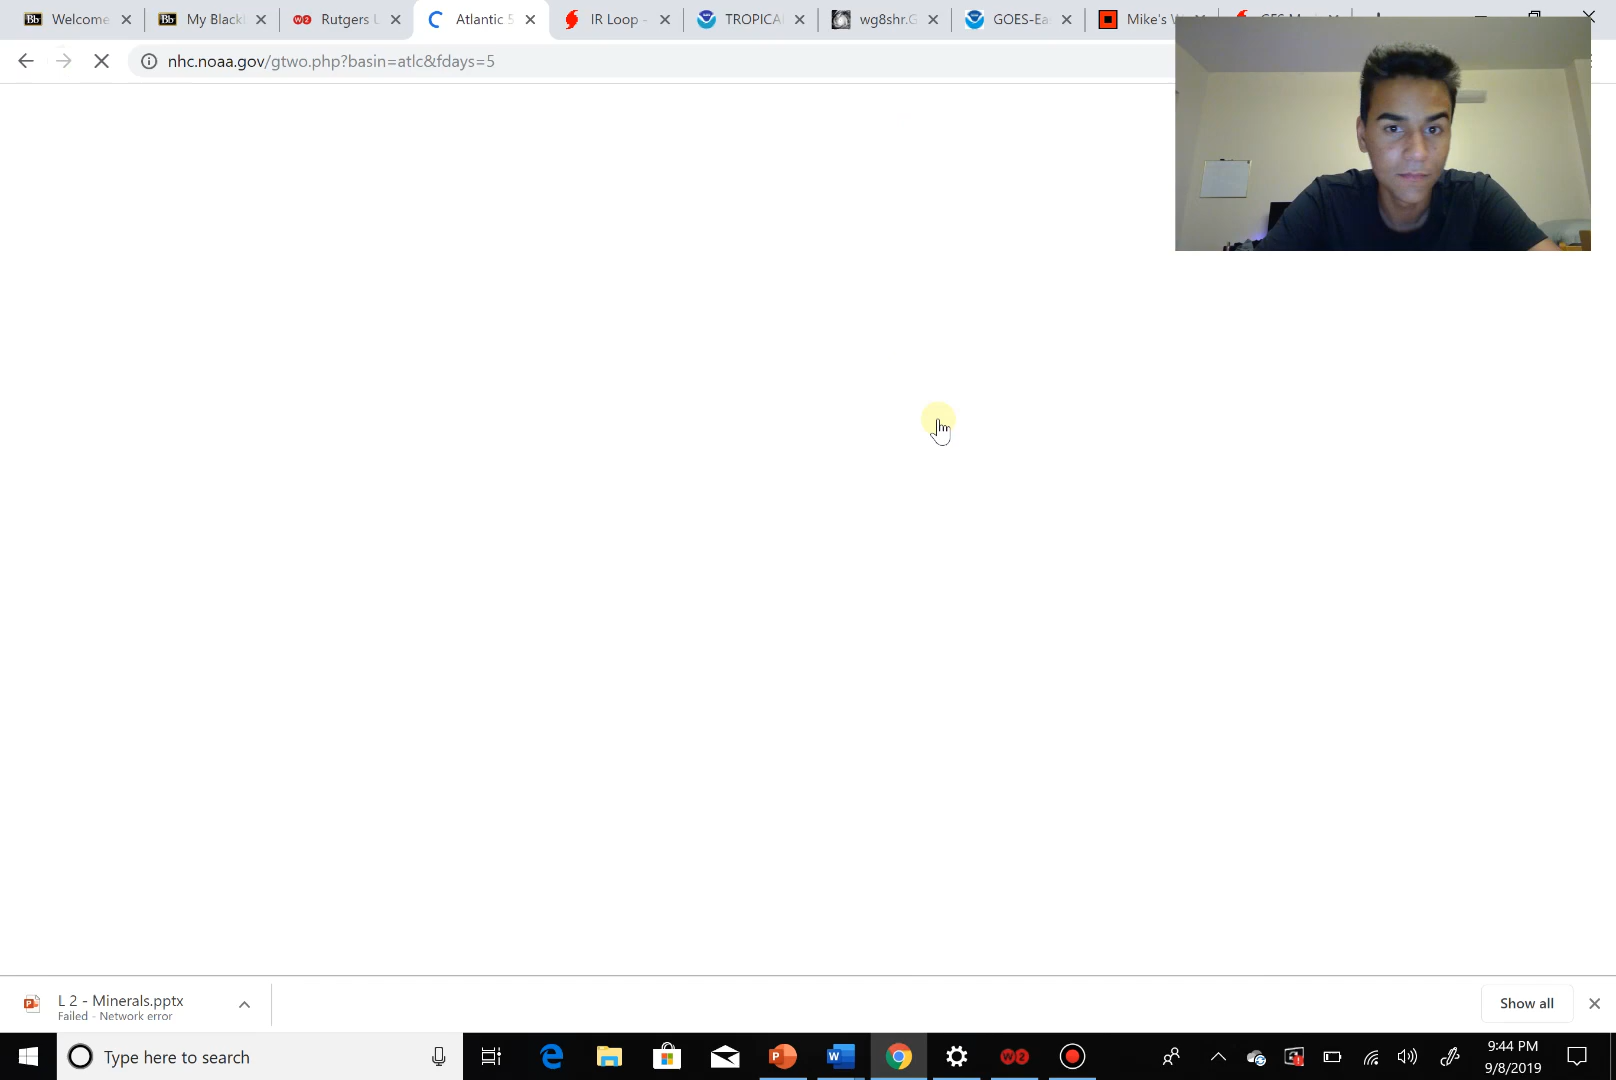 Welcome
My Black
Rutgers U
Atlantic 5
IR Loop -
TROPICA
wg8shr.G
GOES-Ea
Mike's W
nhc.noaa.gov/gtwo.php?basin=atlc&fdays=5
L 2 - Minerals.pptx
Failed - Network error
Show all
Type here to search
9:44 PM
9/8/2019